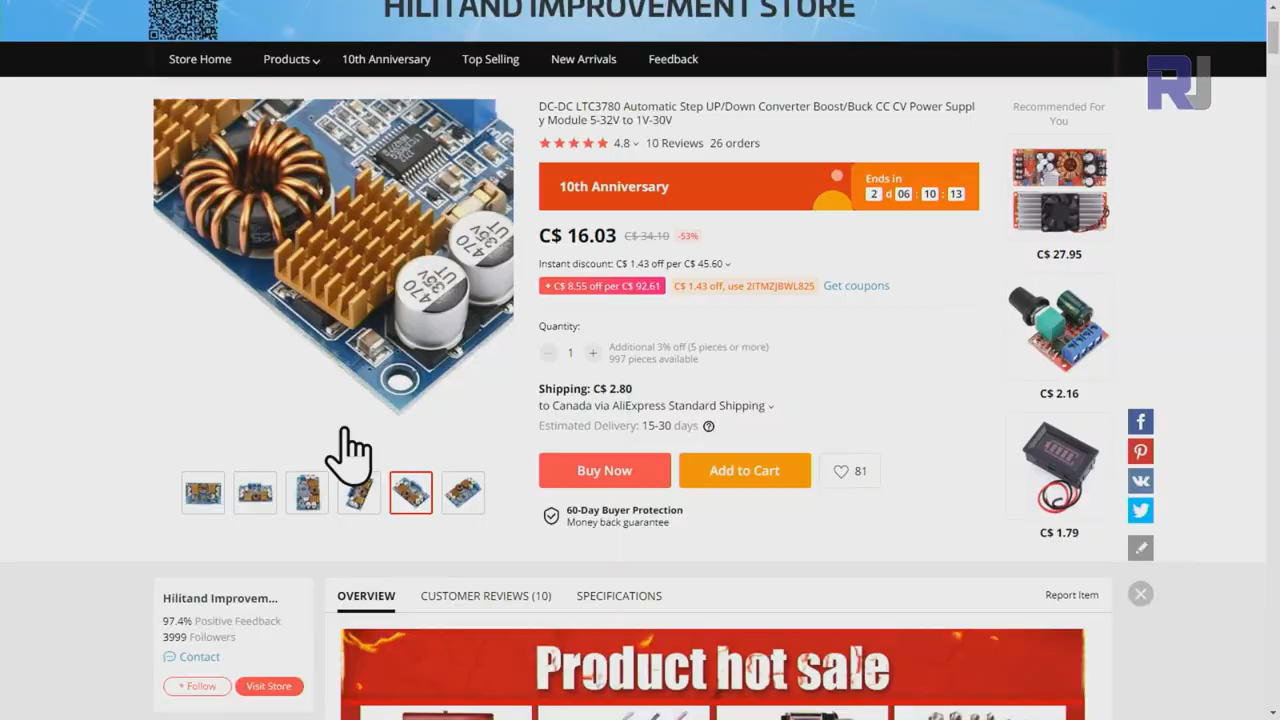 HILITAND IMPROVEMENT STORE
Store Home
Products
10th Anniversary
Top Selling
New Arrivals
Feedback
RJ
DC-DC LTC3780 Automatic Step UP/Down Converter Boost/Buck CC CV Power Suppl
y Module 5-32V to 1V-30V
4.8
10 Reviews
26 orders
10th Anniversary
Ends in
2 d 06 : 10 : 13
C$ 16.03 C$ 34.10 -53%
Instant discount: C$ 1.43 off per C$ 45.60
+ C$ 8.55 off per C$ 92.61
C$ 1.43 off, use 2ITMZJBWL825
Get coupons
Quantity:
1
Additional 3% off (5 pieces or more)
997 pieces available
Shipping: C$ 2.80
to Canada via AliExpress Standard Shipping
Estimated Delivery: 15-30 days
Buy Now
Add to Cart
81
60-Day Buyer Protection
Money back guarantee
470
35V
UT
470
35V
UT
Recommended For
You
C$ 27.95
C$ 2.16
C$ 1.79
Hilitand Improvem...
97.4% Positive Feedback
3999 Followers
Contact
+ Follow
Visit Store
OVERVIEW
CUSTOMER REVIEWS (10)
SPECIFICATIONS
Report Item
Product hot sale